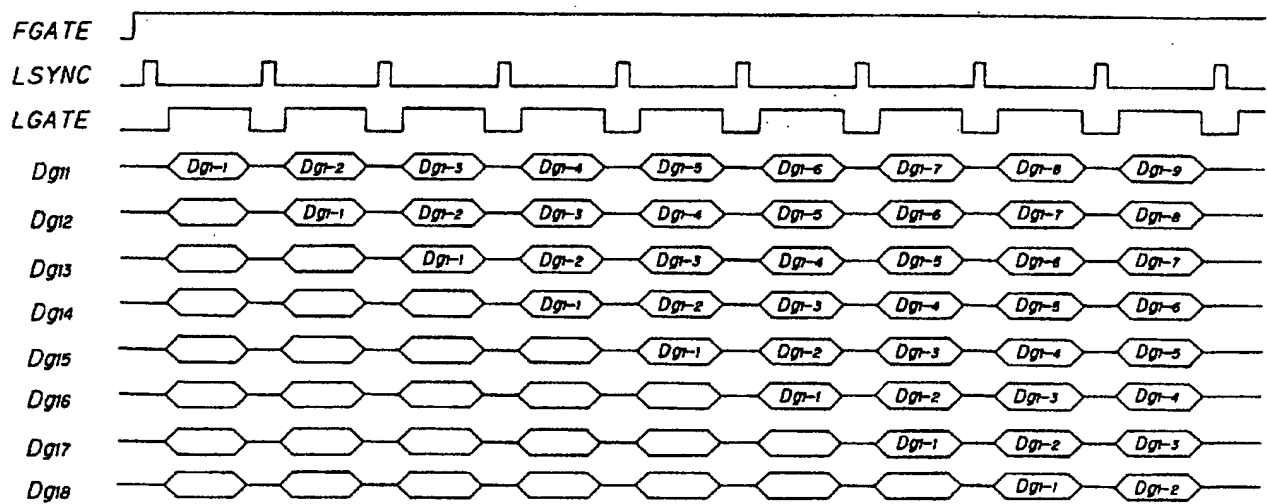 FGATE
LSYNC
LGATE
Dg11 Dg1-1 Dg1-2 Dg1-3 Dg1-4 Dg1-5 Dg1-6 Dg1-7 Dg1-8 Dg1-9
Dg12 Dg1-1 Dg1-2 Dg1-3 Dg1-4 Dg1-5 Dg1-6 Dg1-7 Dg1-8
Dg13 Dg1-1 Dg1-2 Dg1-3 Dg1-4 Dg1-5 Dg1-6 Dg1-7
Dg14 Dg1-1 Dg1-2 Dg1-3 Dg1-4 Dg1-5 Dg1-6
Dg15 Dg1-1 Dg1-2 Dg1-3 Dg1-4 Dg1-5
Dg16 Dg1-1 Dg1-2 Dg1-3 Dg1-4
Dg17 Dg1-1 Dg1-2 Dg1-3
Dg18 Dg1-1 Dg1-2